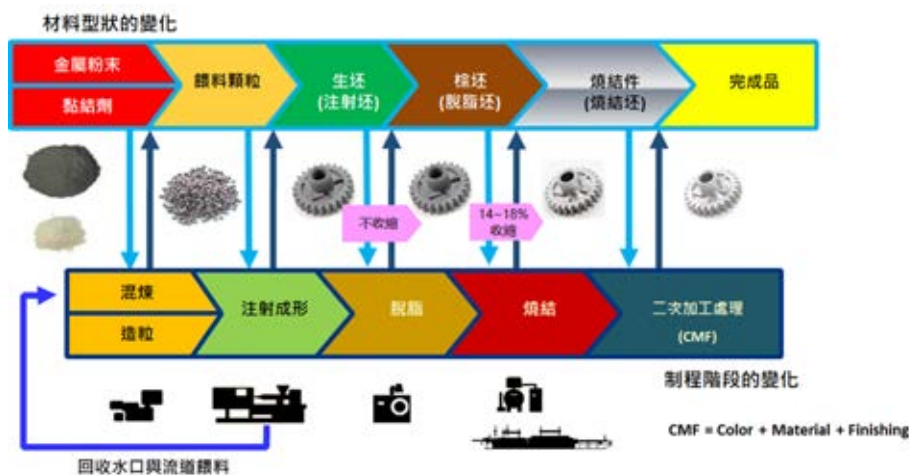 材料型狀的變化
金屬粉末
黏結劑
餵料顆粒
生坯
(注射坯)
棕坯
(脫脂坯)
燒結件
(燒結坯)
完成品
不收縮
14~18%
收縮
混煉
造粒
注射成形
脫脂
燒結
二次加工處理
(CMF)
制程階段的變化
CMF = Color + Material + Finishing
回收水口與流道餵料